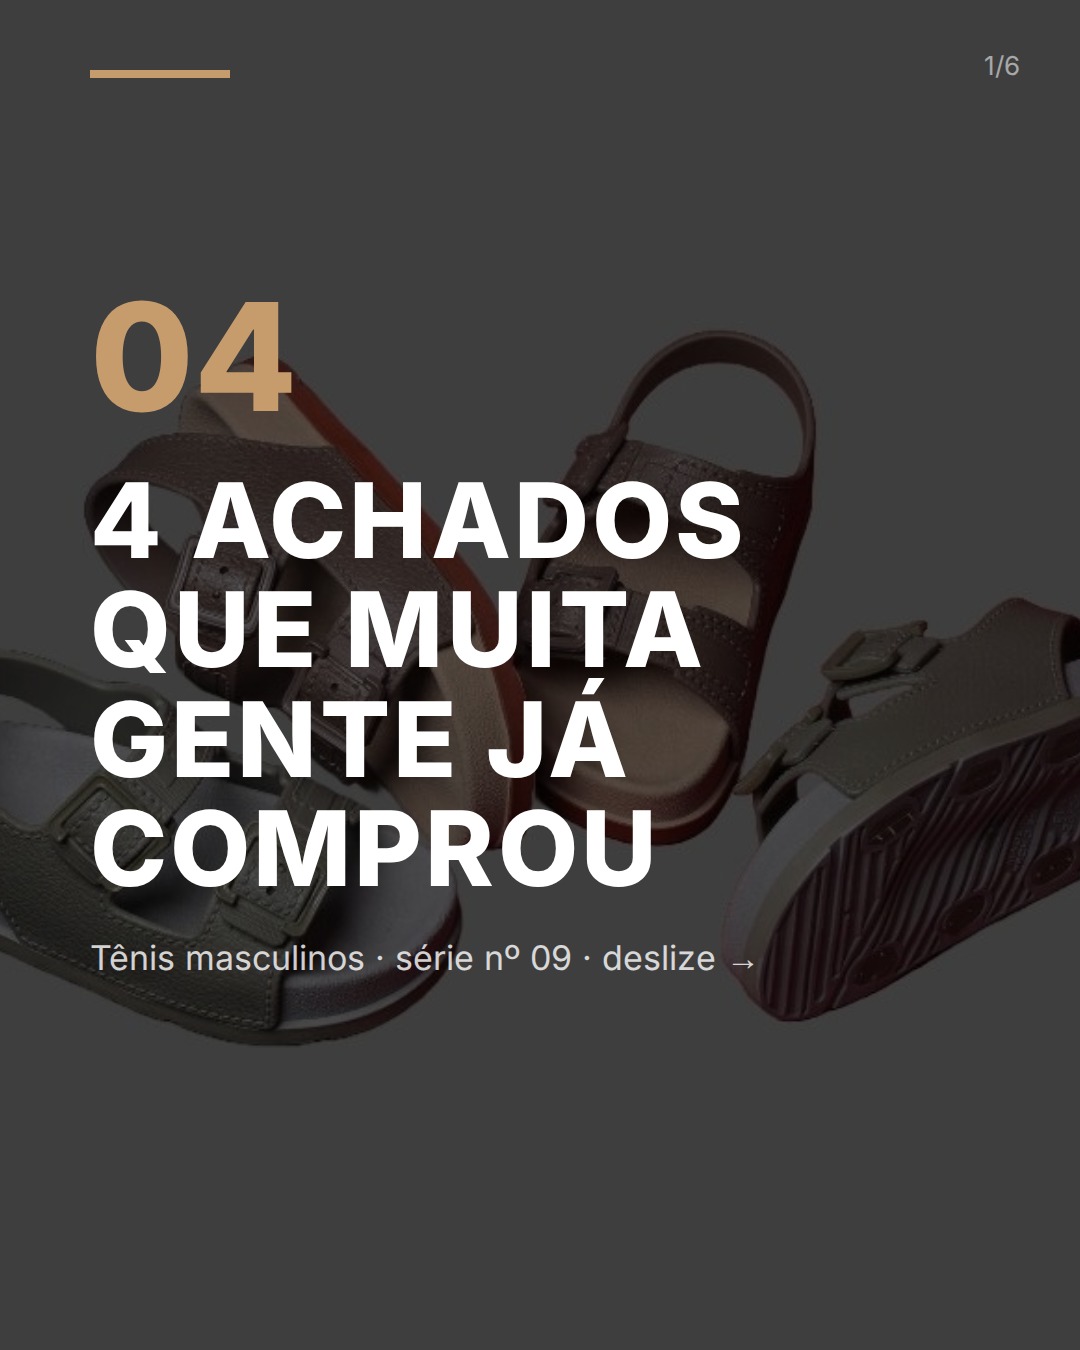 1/6
04
4 ACHADOS
QUE MUITA
GENTE JÁ
COMPROU
Tênis masculinos · série nº 09 · deslize →